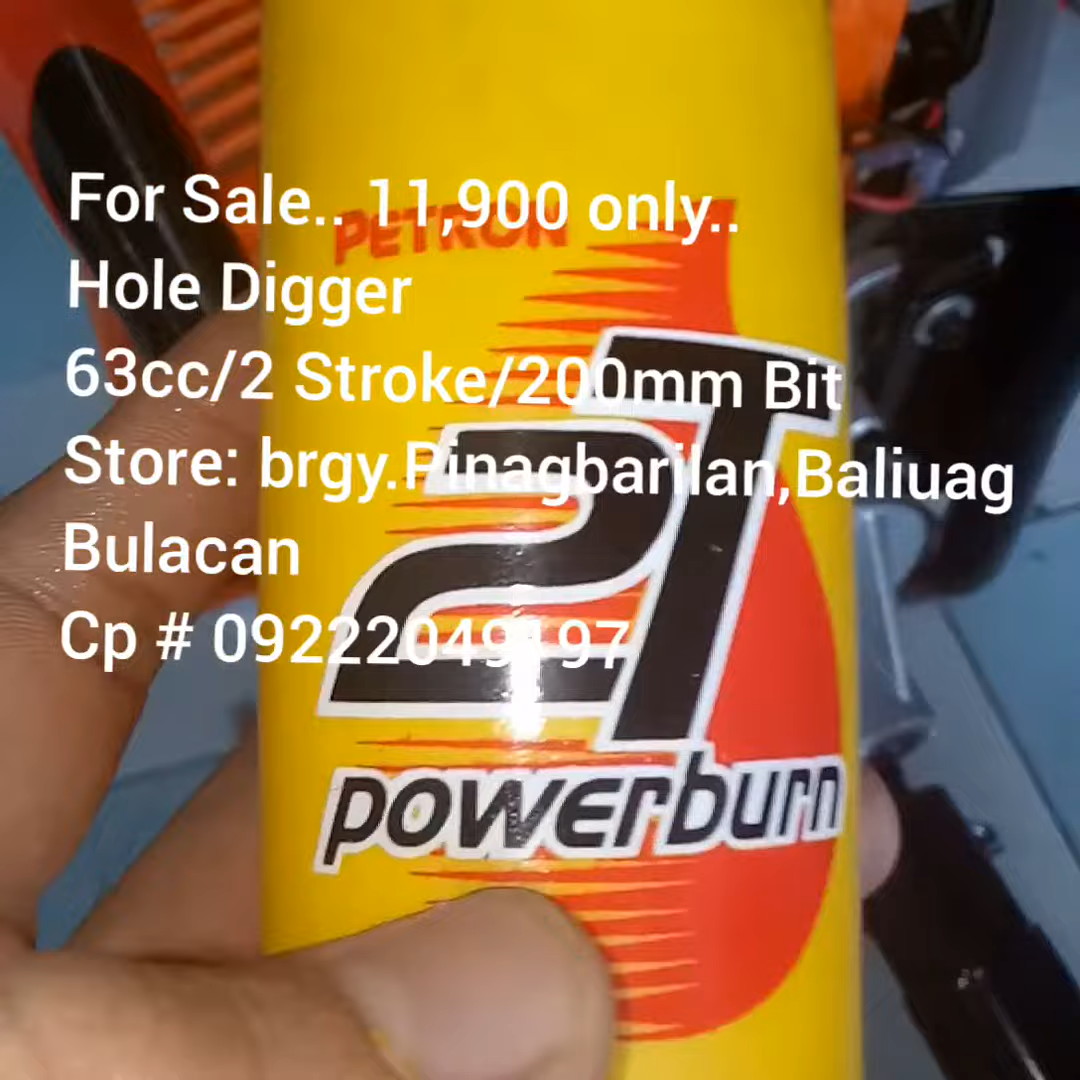 For Sale.. 11,900 only..
PETRON
Hole Digger
63cc/2 Stroke/200mm Bit
Store: brgy.Pinagbarilan,Baliuag
Bulacan
Cp #
2T
powerburn